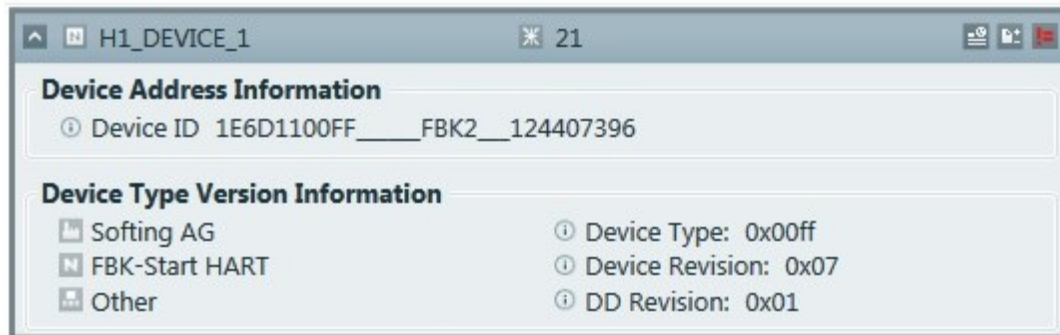 H1_DEVICE_1 21
Device Address Information
Device ID 1E6D1100FF_____FBK2__124407396
Device Type Version Information
Softing AG Device Type: 0x00ff
FBK-Start HART Device Revision: 0x07
Other DD Revision: 0x01